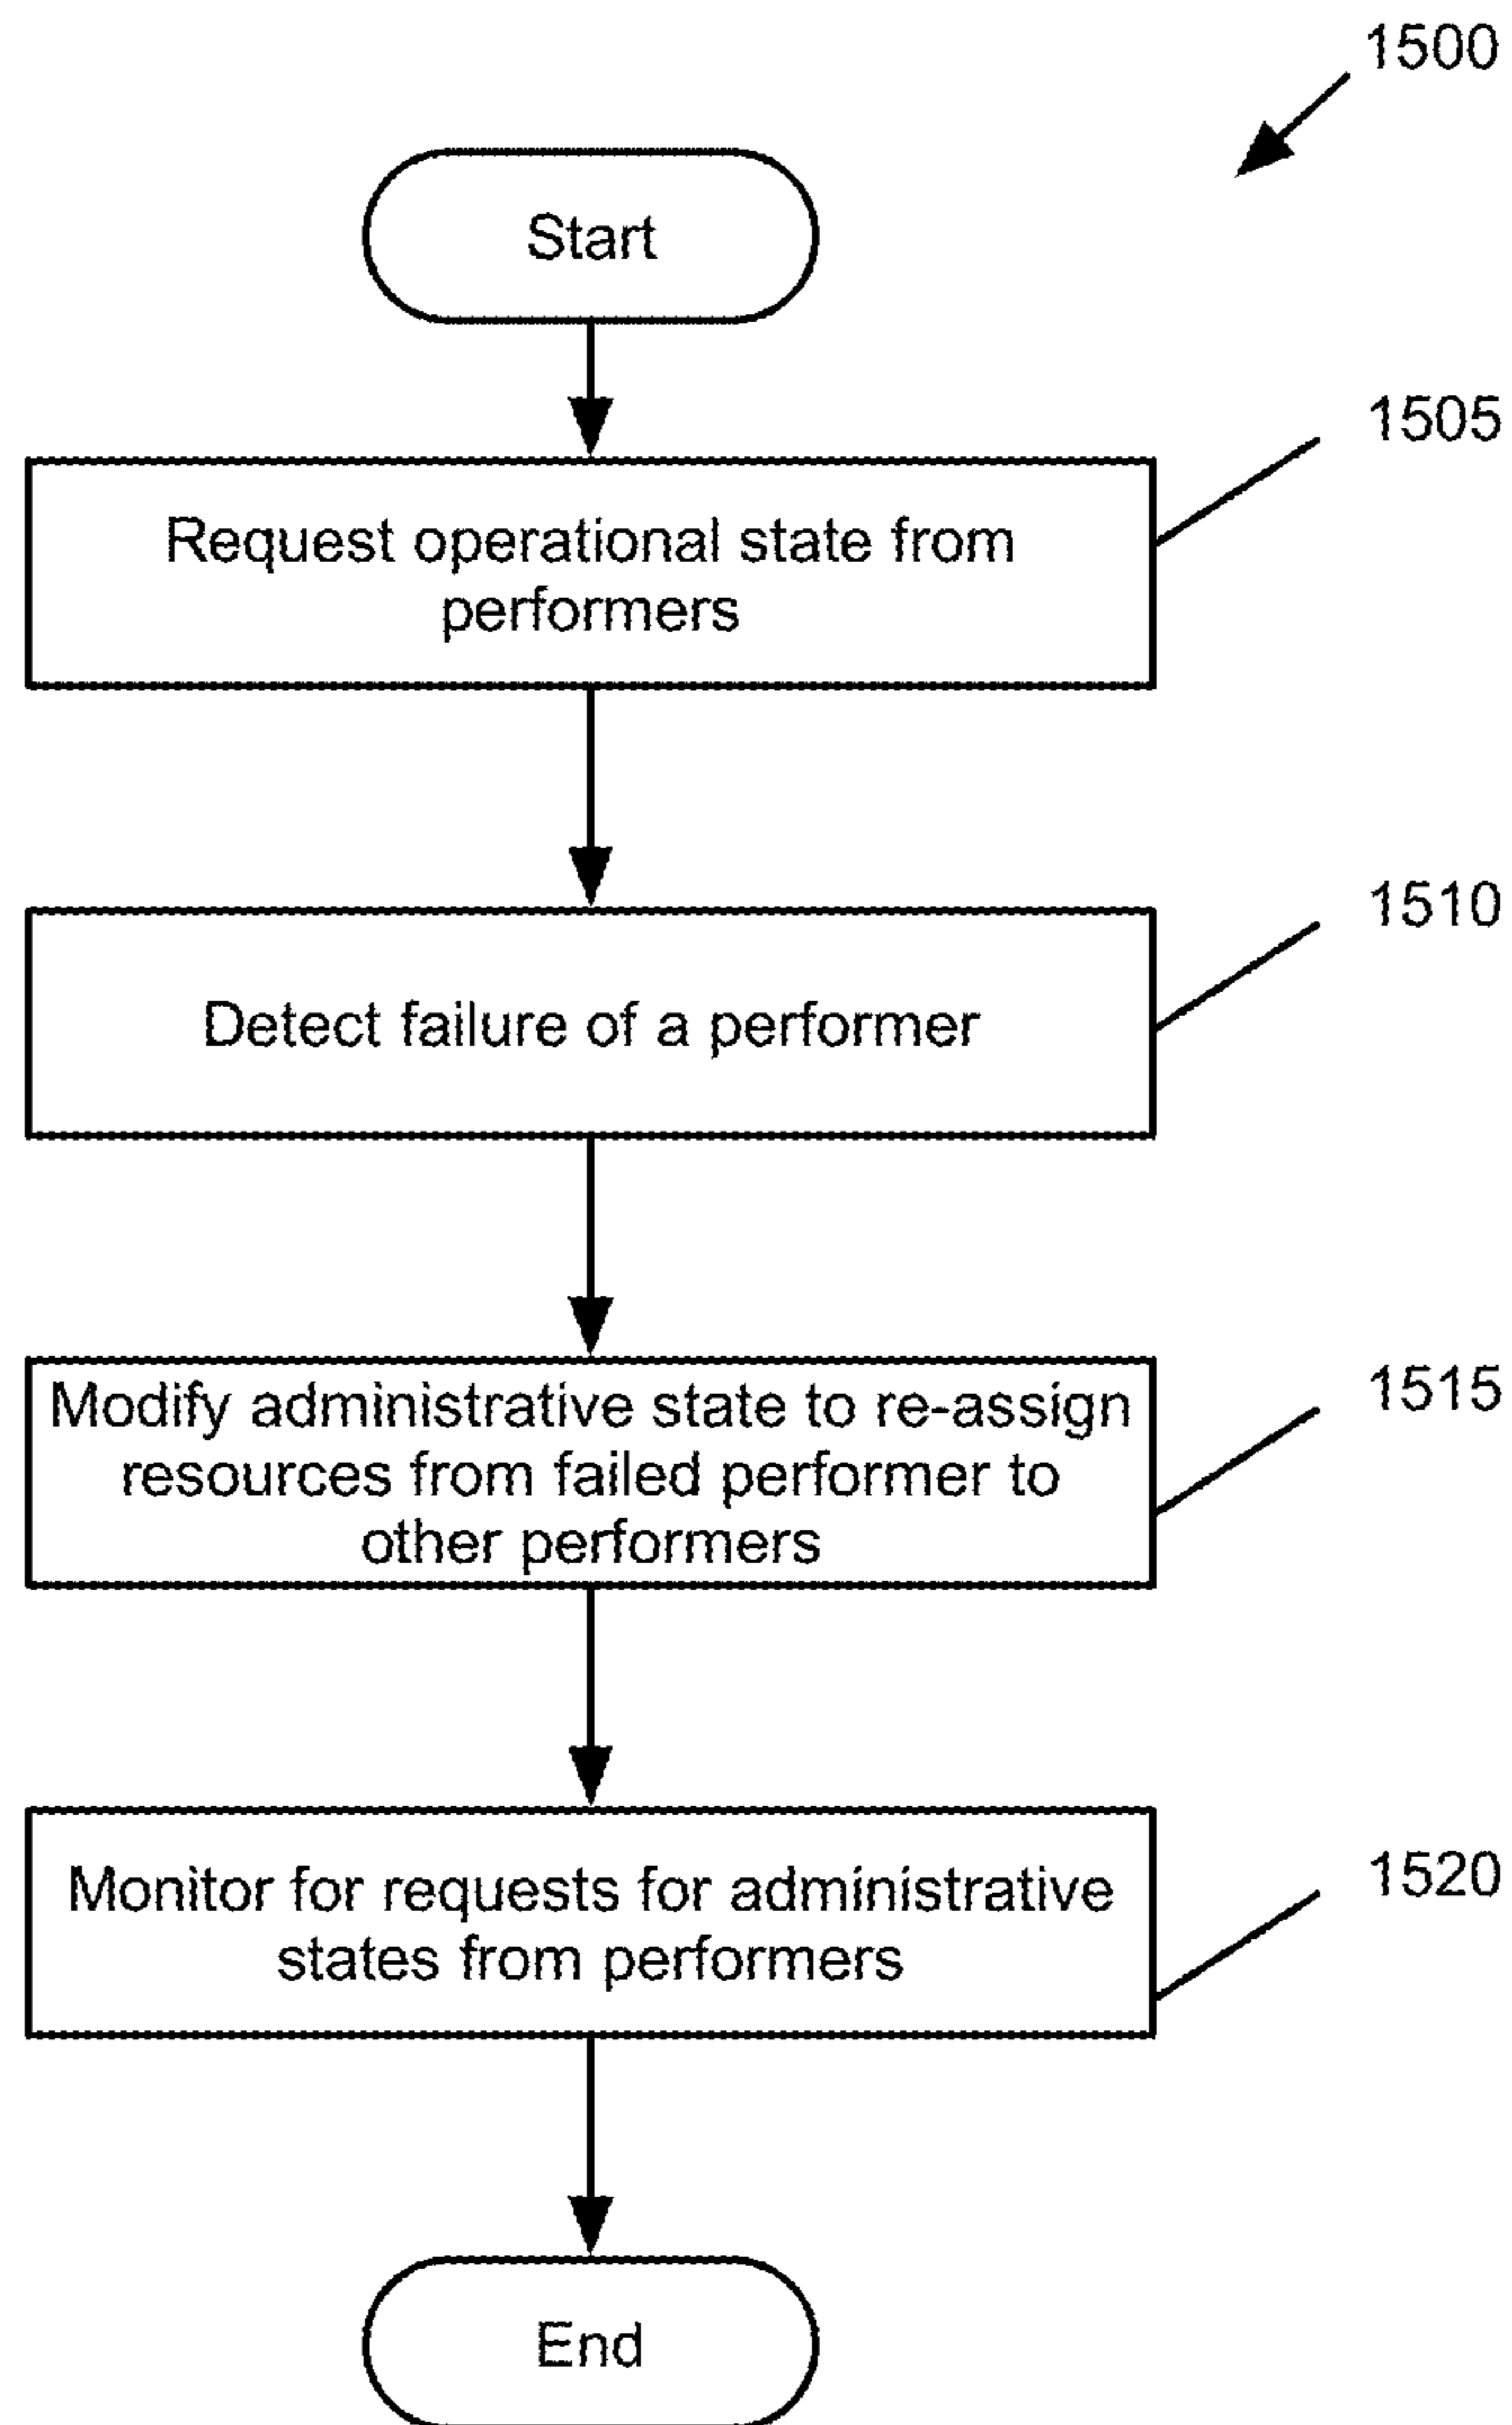 1500
Start
1505
Request operational state from
performers
1510
Detect failure of a performer
1515
Modify administrative state to re-assign
resources from failed performer to
other performers
1520
Monitor for requests for administrative
states from performers
End